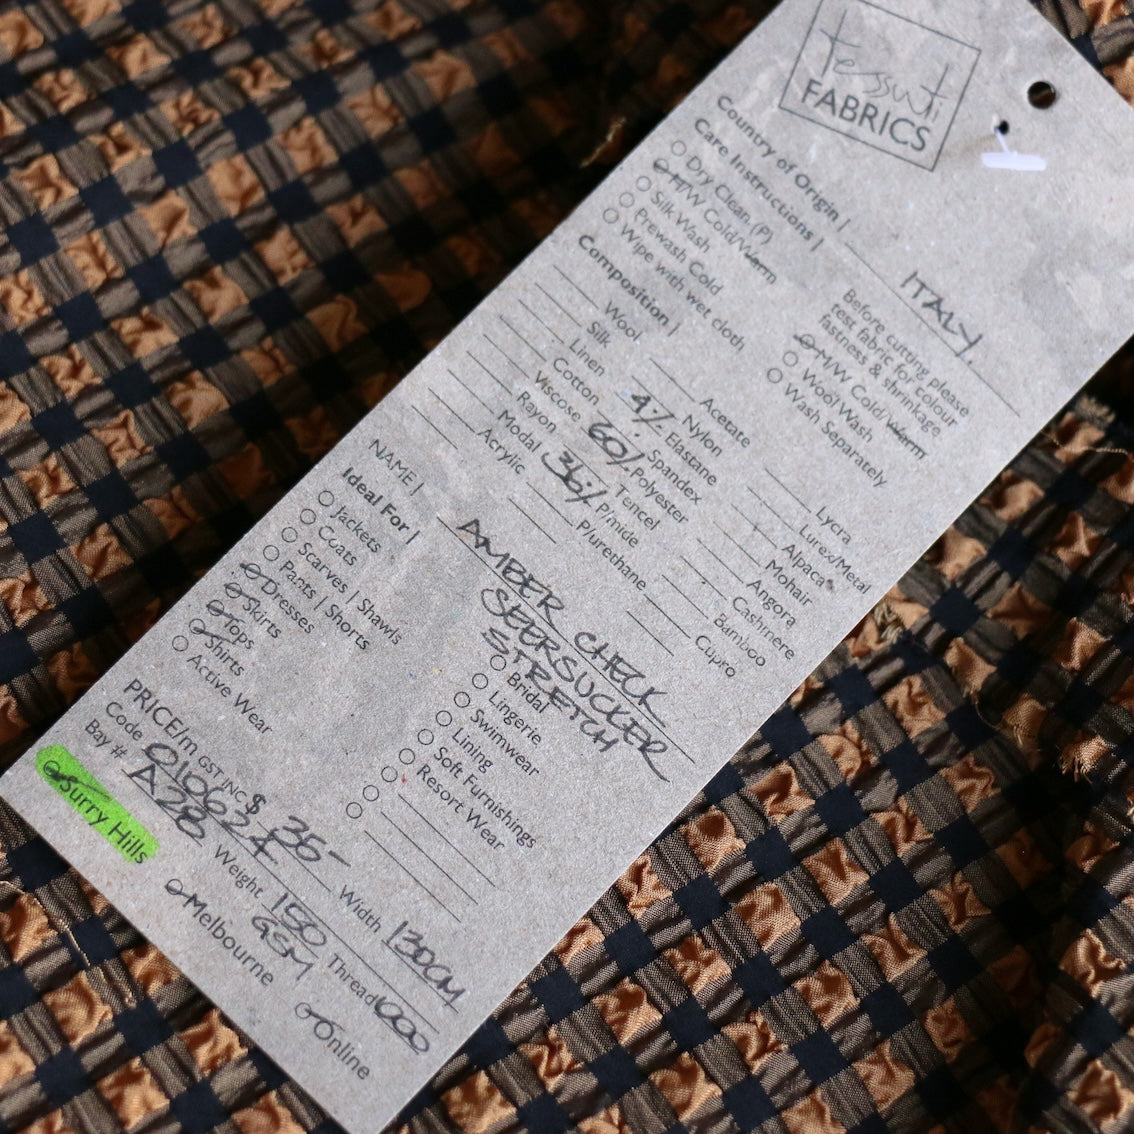 tessuti
FABRICS
Country of Origin | ITALY.
Care Instructions |
Dry Clean (P)
H/W Cold/Warm
Silk Wash
Prewash Cold
Wipe with wet cloth
Before cutting please
test fabric for colour
fastness & shrinkage
M/W Cold/Warm
Wool Wash
Wash Separately
Composition |
Wool
Silk
Linen
Cotton
Viscose
Rayon
Modal
Acrylic
Acetate
Nylon
4% Elastane
Spandex
60% Polyester
Tencel
36% P/mide
P/urethane
Lycra
Lurex/Metal
Alpaca
Mohair
Angora
Cashmere
Bamboo
Cupro
NAME | AMBER CHECK
SEERSUCKER
STRETCH
Ideal For |
Jackets
Coats
Scarves | Shawls
Pants | Shorts
Dresses
Skirts
Tops
Shirts
Active Wear
Bridal
Lingerie
Swimwear
Lining
Soft Furnishings
Resort Wear
PRICE/m GST INC $ 36- Width 130CM
Code 010624 Weight 150 GSM Thread 1000
Bay # A28
Surry Hills
Melbourne
Online